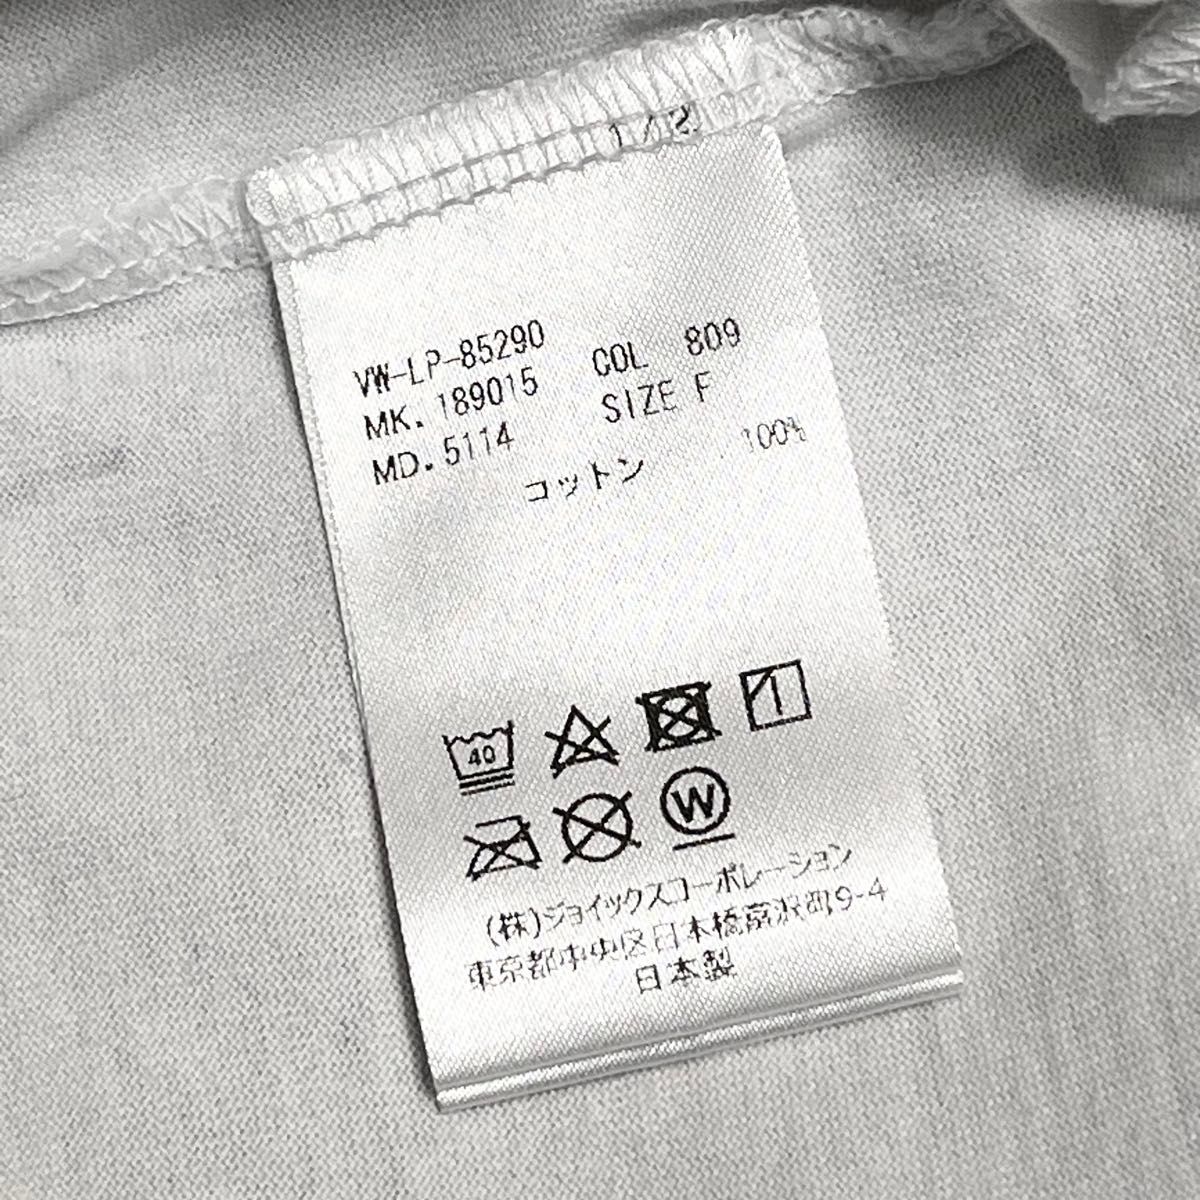 1/2
VW-LP-85290
MK. 189015 COL 809
MD. 5114 SIZE F
コットン 100%
40
W
(株)ジョイックスコーポレーション
東京都中央区日本橋富沢町9-4
日本製